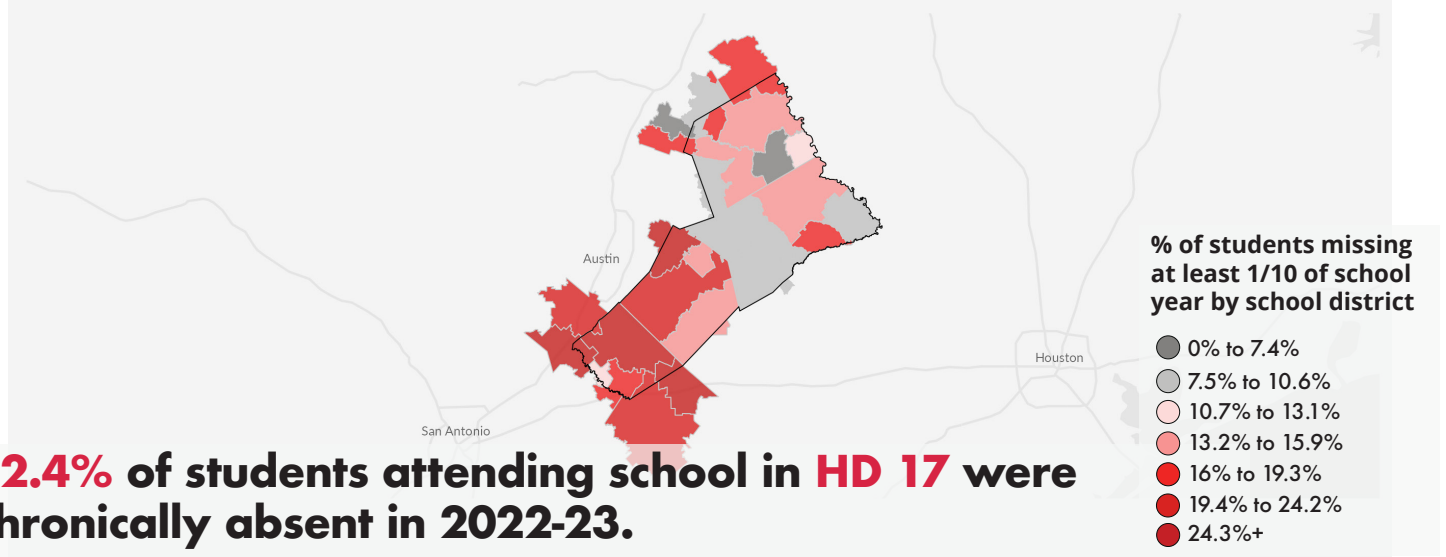 Austin
San Antonio
Houston
% of students missing
at least 1/10 of school
year by school district
0% to 7.4%
7.5% to 10.6%
10.7% to 13.1%
13.2% to 15.9%
16% to 19.3%
19.4% to 24.2%
24.3%+
2.4% of students attending school in HD 17 were
hronically absent in 2022-23.